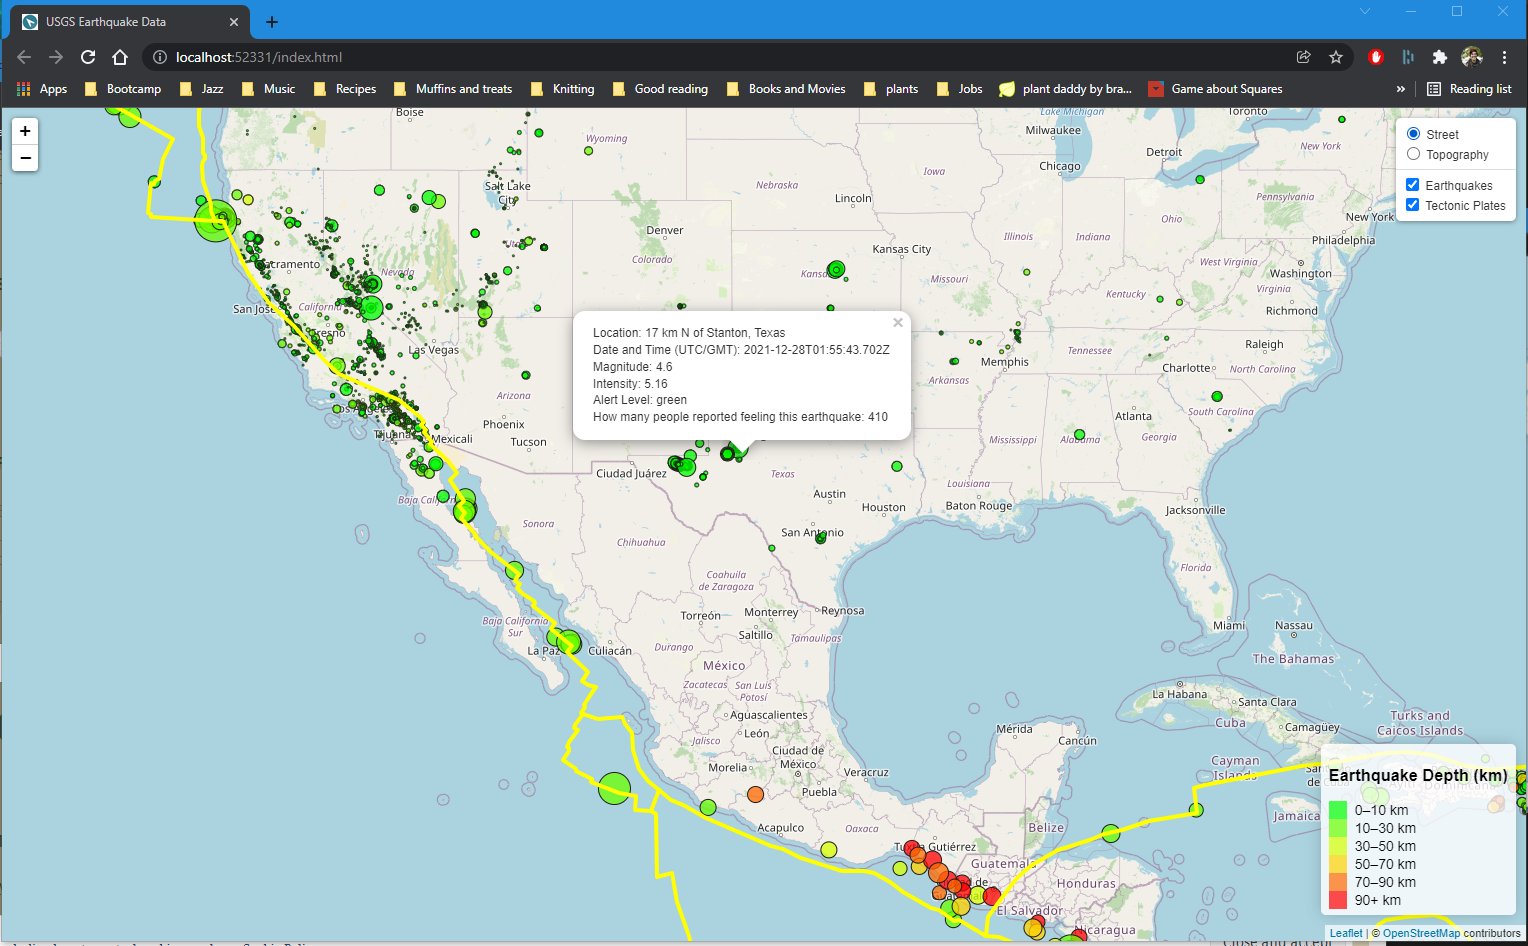 USGS Earthquake Data
localhost:52331/index.html
Apps Bootcamp Jazz Music Recipes Muffins and treats Knitting Good reading Books and Movies plants Jobs plant daddy by bra... Game about Squares » Reading list
+
−
Street
Topography
Earthquakes
Tectonic Plates
Boise
Toronto
Lake Michigan
Milwaukee
Wyoming
Detroit
New York
Chicago
Iowa
Salt Lake
City
Nebraska
Lincoln
Pennsylvania
New York
Ohio
Denver
Illinois
Indiana
Philadelphia
Kansas City
Colorado
West Virginia
Washington
Sacramento
Nevada
Missouri
Kentucky
Virginia
San Jose
California
Richmond
Fresno
Las Vegas
Memphis
Tennessee
Raleigh
Charlotte
North Carolina
Arkansas
Arizona
South Carolina
Atlanta
Phoenix
Tijuana
Mexicali
Tucson
Mississippi
Alabama
Georgia
Location: 17 km N of Stanton, Texas
Date and Time (UTC/GMT): 2021-12-28T01:55:43.702Z
Magnitude: 4.6
Intensity: 5.16
Alert Level: green
How many people reported feeling this earthquake: 410
×
Ciudad Juárez
Texas
Louisiana
Austin
Houston
Baton Rouge
Jacksonville
Sonora
San Antonio
Chihuahua
Florida
Coahuila
de Zaragoza
Torreón
Monterrey
Reynosa
Baja California
Sur
Saltillo
Tamaulipas
Miami
Nassau
La Paz
Culiacán
Durango
México
The Bahamas
Zacatecas
San Luis
Potosí
La Habana
Santa Clara
Aguascalientes
Cuba
Camagüey
Turks and
Caicos Islands
León
Jalisco
Mérida
Cancún
Ciudad de
México
Morelia
Veracruz
Cayman
Islands
Puebla
Acapulco
Oaxaca
Belize
Jamaica
Tuxtla Gutiérrez
Guatemala
Honduras
El Salvador
Nicaragua
Earthquake Depth (km)
0–10 km
10–30 km
30–50 km
50–70 km
70–90 km
90+ km
Leaflet | © OpenStreetMap contributors